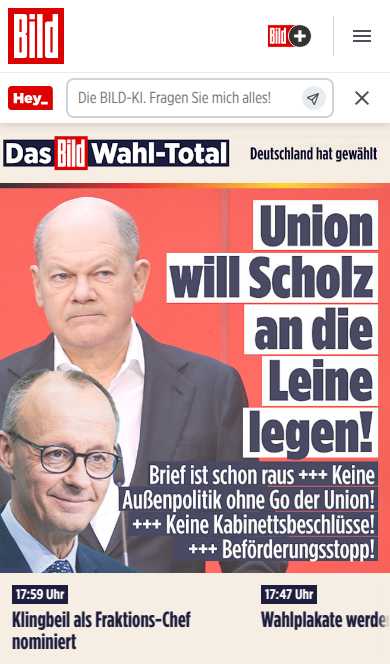 Bild
Bild +
Hey_
Die BILD-KI. Fragen Sie mich alles!
Das Bild Wahl-Total
Deutschland hat gewählt
Union
will Scholz
an die
Leine
legen!
Brief ist schon raus +++ Keine
Außenpolitik ohne Go der Union!
+++ Keine Kabinettsbeschlüsse!
+++ Beförderungsstopp!
17:59 Uhr
Klingbeil als Fraktions-Chef
nominiert
17:47 Uhr
Wahlplakate werde